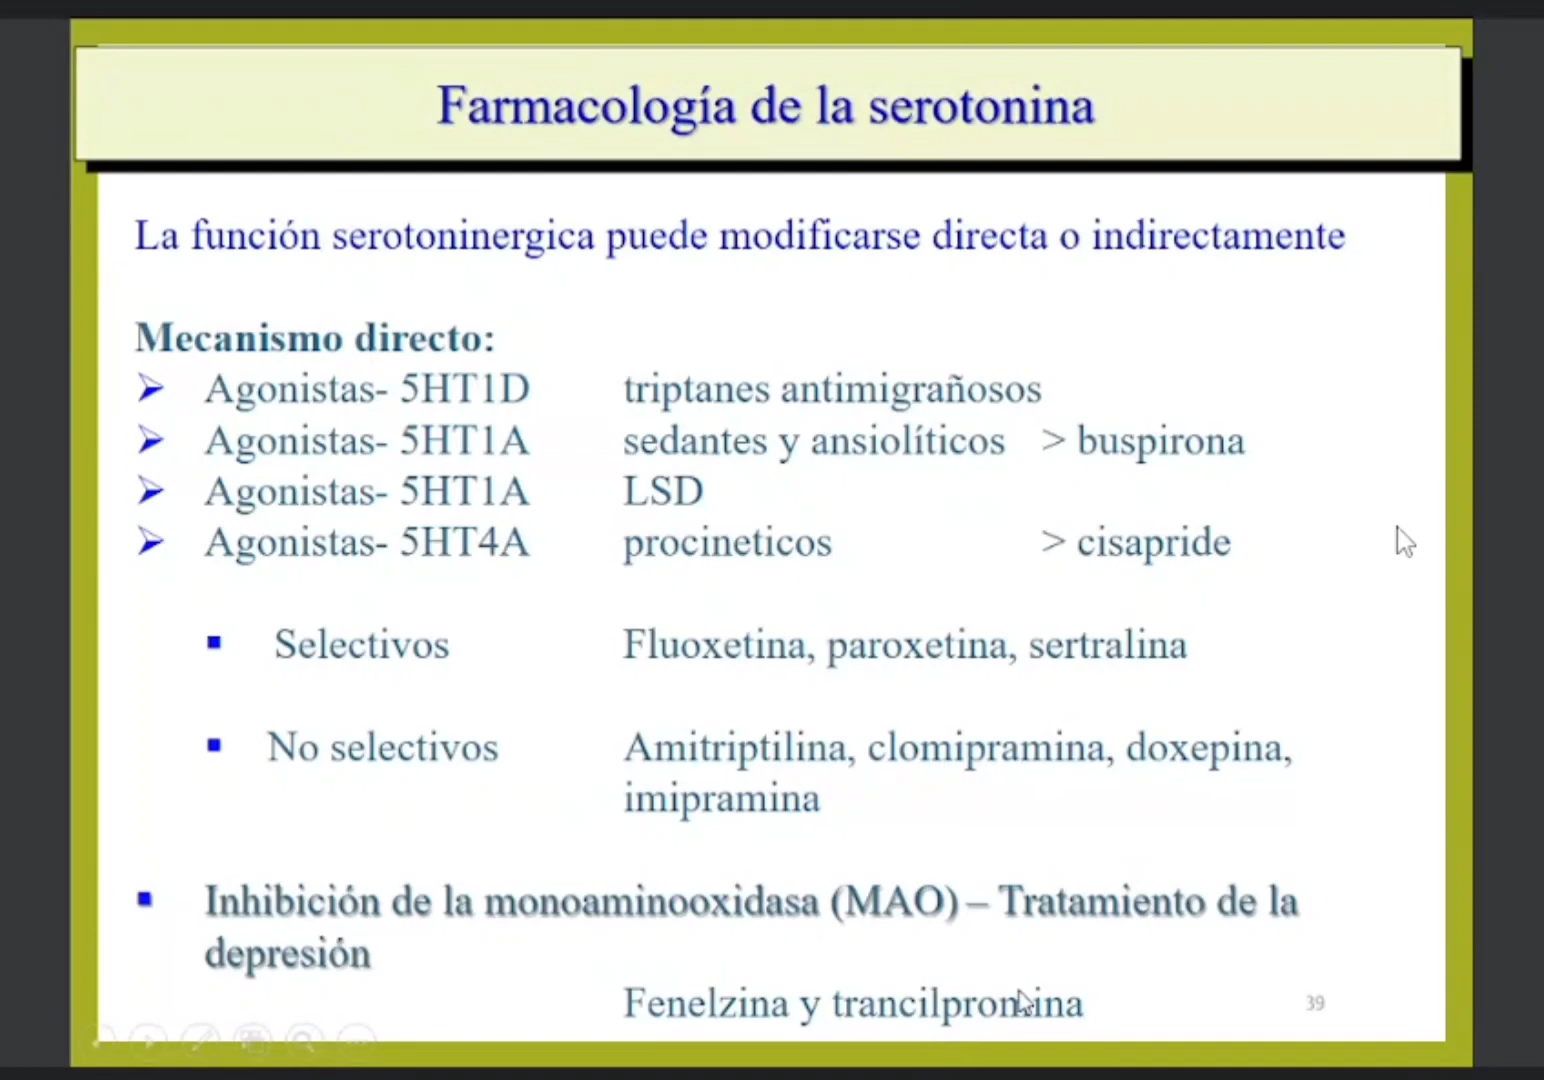 Farmacología de la serotonina
La función serotoninergica puede modificarse directa o indirectamente
Mecanismo directo:
Agonistas- 5HT1D triptanes antimigrañosos
Agonistas- 5HT1A sedantes y ansiolíticos > buspirona
Agonistas- 5HT1A LSD
Agonistas- 5HT4A procineticos > cisapride
Selectivos Fluoxetina, paroxetina, sertralina
No selectivos Amitriptilina, clomipramina, doxepina,
imipramina
Inhibición de la monoaminooxidasa (MAO) – Tratamiento de la
depresión
Fenelzina y trancilpromina
39